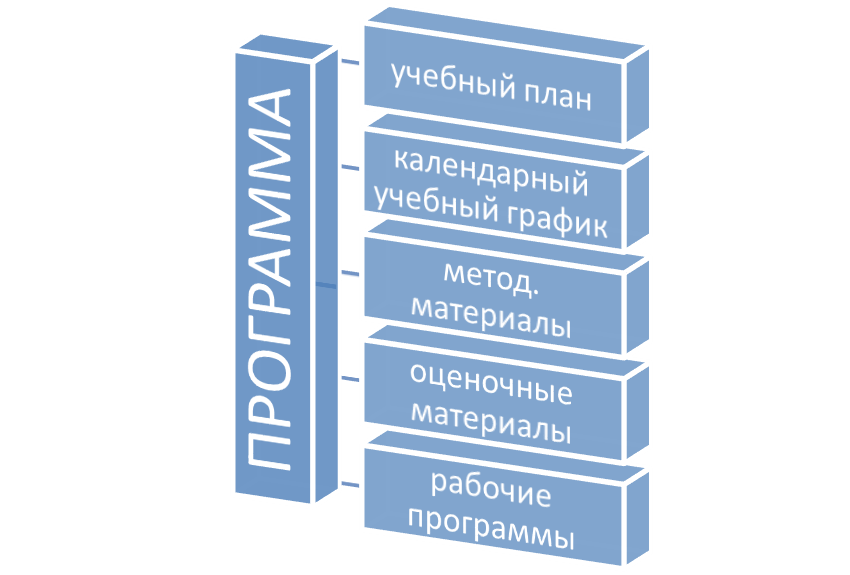 ПРОГРАММА
учебный план
календарный
учебный график
метод.
материалы
оценочные
материалы
рабочие
программы